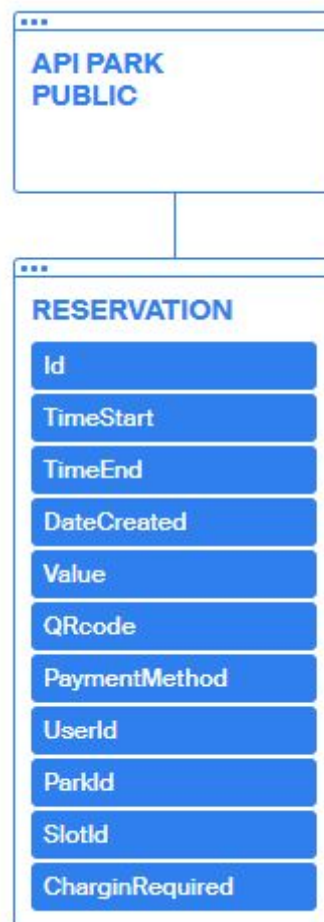 API PARK
PUBLIC
RESERVATION
Id
TimeStart
TimeEnd
DateCreated
Value
QRcode
PaymentMethod
UserId
ParkId
SlotId
CharginRequired